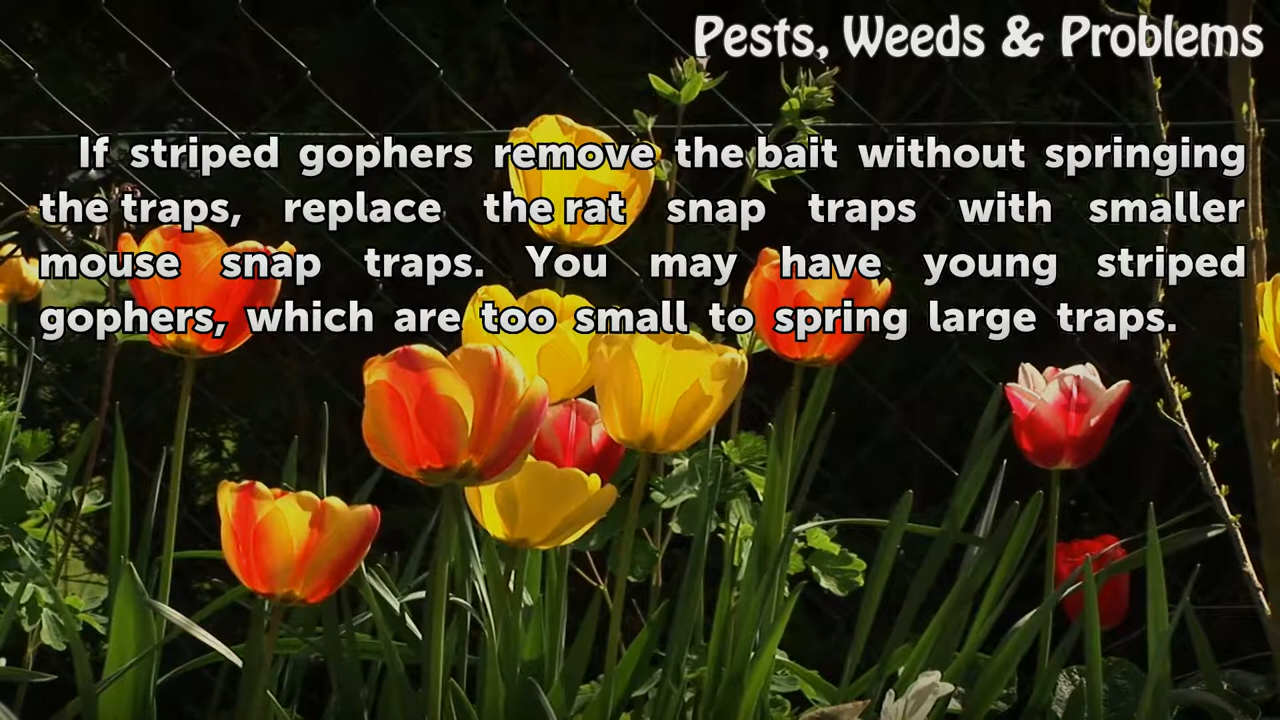 Pests, Weeds & Problems
If striped gophers remove the bait without springing
the traps, replace the rat snap traps with smaller
mouse snap traps. You may have young striped
gophers, which are too small to spring large traps.